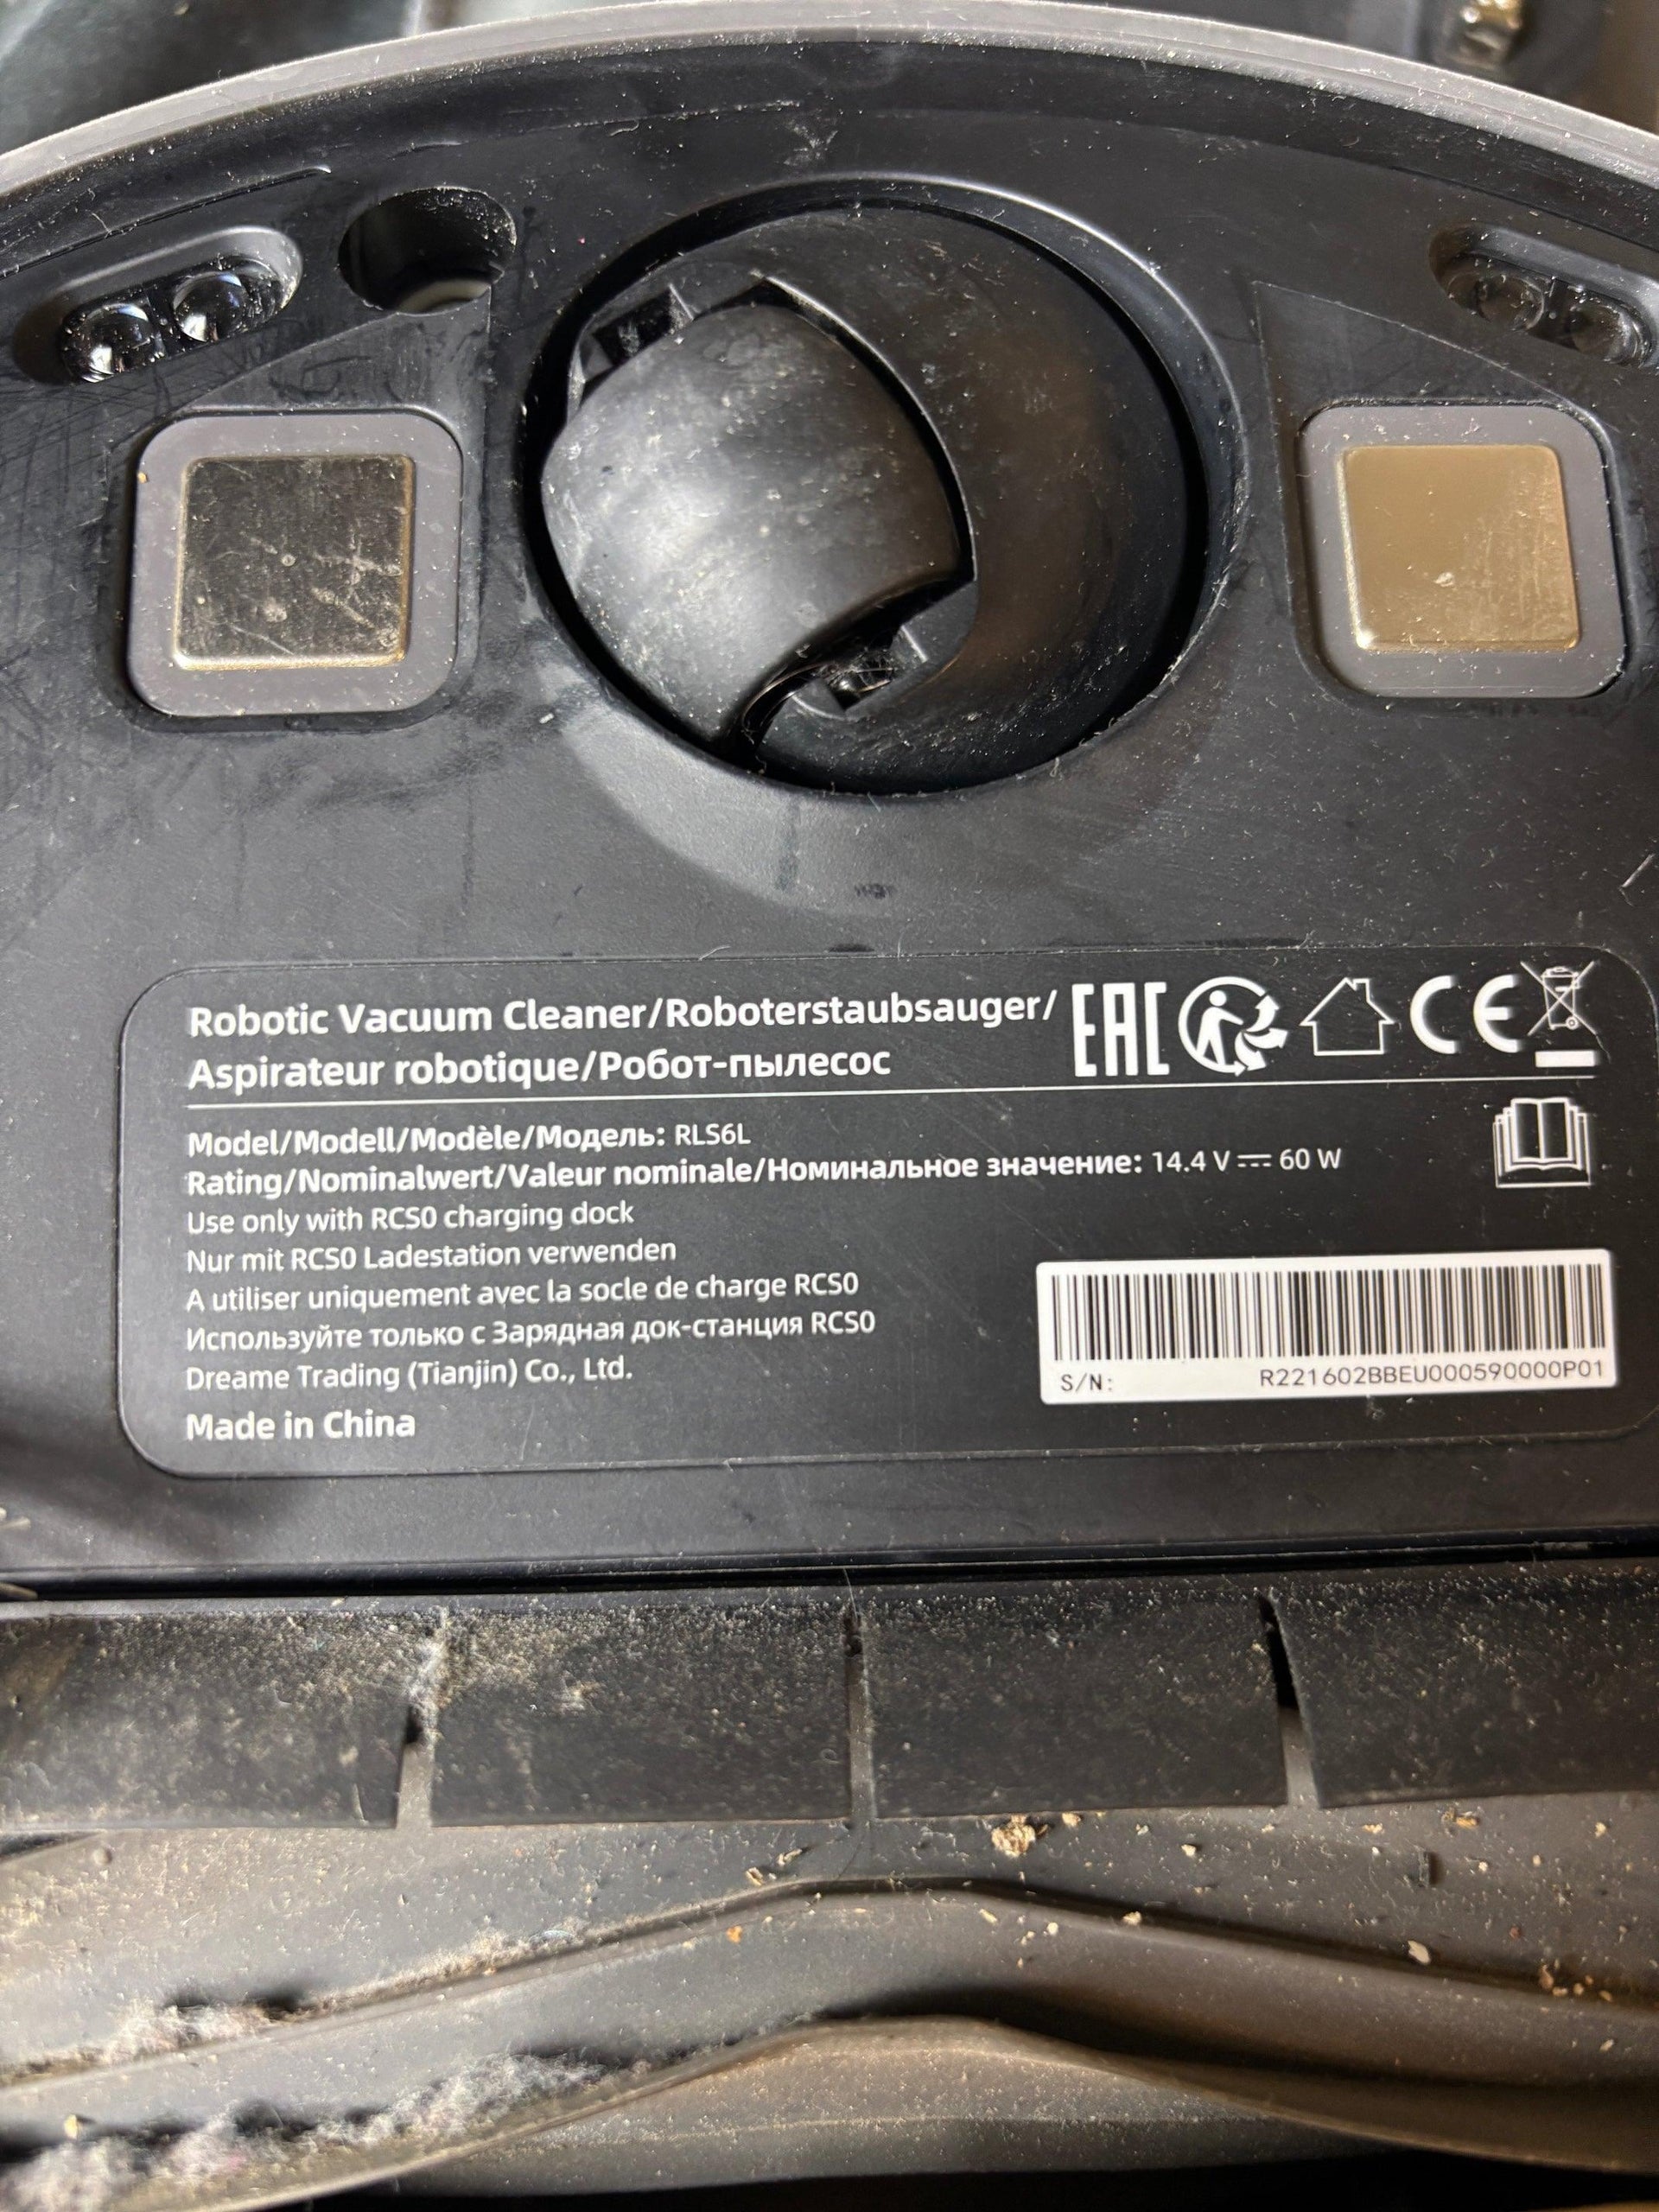 Robotic Vacuum Cleaner/Roboterstaubsauger/
Aspirateur robotique/Робот-пылесос
EAC
CE
Model/Modell/Modèle/Модель: RLS6L
Rating/Nominalwert/Valeur nominale/Номинальное значение: 14.4 V ⎓ 60 W
Use only with RCS0 charging dock
Nur mit RCS0 Ladestation verwenden
A utiliser uniquement avec la socle de charge RCS0
Используйте только с Зарядная док-станция RCS0
Dreame Trading (Tianjin) Co., Ltd.
Made in China
S/N: R221602BBEU000590000P01